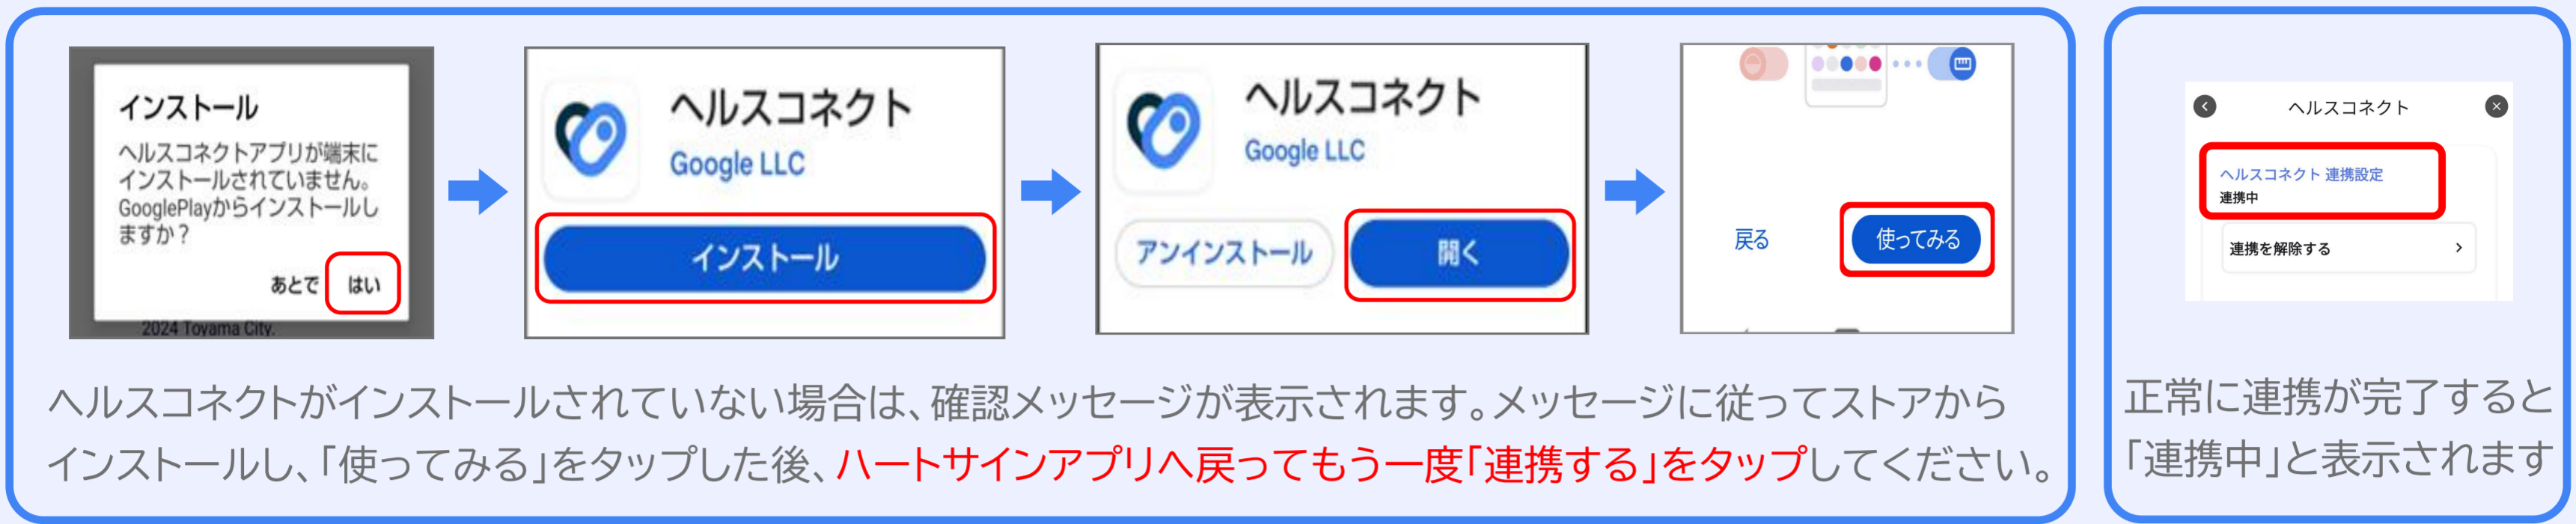 インストール
ヘルスコネクトアプリが端末に
インストールされていません。
GooglePlayからインストールし
ますか？
あとで はい
2024 Toyama City.
ヘルスコネクト
Google LLC
インストール
ヘルスコネクト
Google LLC
アンインストール 開く
戻る 使ってみる
ヘルスコネクトがインストールされていない場合は、確認メッセージが表示されます。メッセージに従ってストアから
インストールし、「使ってみる」をタップした後、ハートサインアプリへ戻ってもう一度「連携する」をタップしてください。
ヘルスコネクト
ヘルスコネクト 連携設定
連携中
連携を解除する
正常に連携が完了すると
「連携中」と表示されます